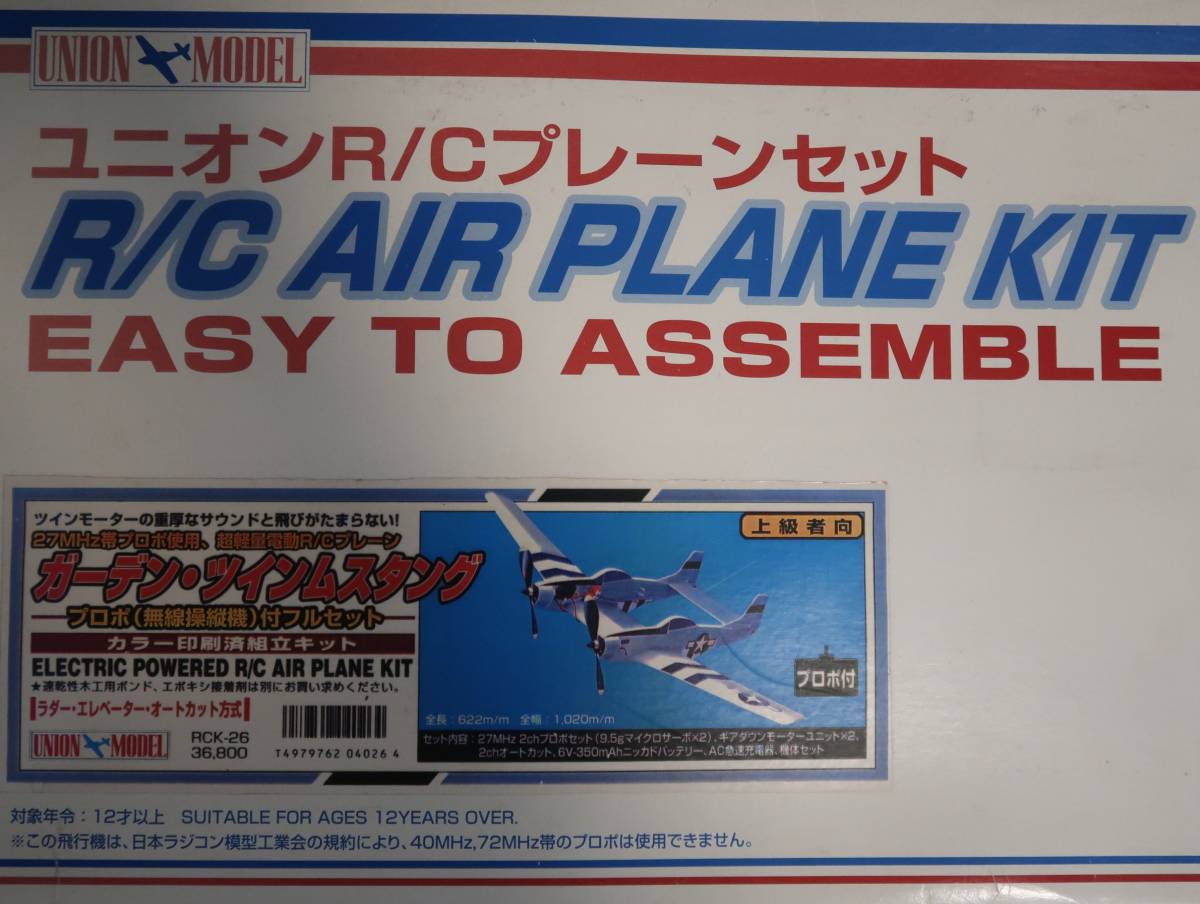 UNION MODEL
ユニオンR/Cプレーンセット
R/C AIR PLANE KIT
EASY TO ASSEMBLE
ツインモーターの重厚なサウンドと飛びがたまらない!
27MHz帯プロポ使用、超軽量電動R/Cプレーン
ガーデン・ツインムスタング
プロポ(無線操縦機)付フルセット
カラー印刷済組立キット
ELECTRIC POWERED R/C AIR PLANE KIT
★速乾性木工用ボンド、エポキシ接着剤は別にお買い求めください。
ラダー・エレベーター・オートカット方式
UNION MODEL
RCK-26
36,800
T4979762 04026 4
上級者向
プロポ付
全長:622m/m 全幅:1,020m/m
セット内容:27MHz 2chプロポセット(9.5gマイクロサーボ×2)、ギアダウンモーターユニット×2、
2chオートカット、6V-350mAhニッカドバッテリー、AC急速充電器、機体セット
対象年令:12才以上 SUITABLE FOR AGES 12YEARS OVER.
※この飛行機は、日本ラジコン模型工業会の規約により、40MHz,72MHz帯のプロポは使用できません。